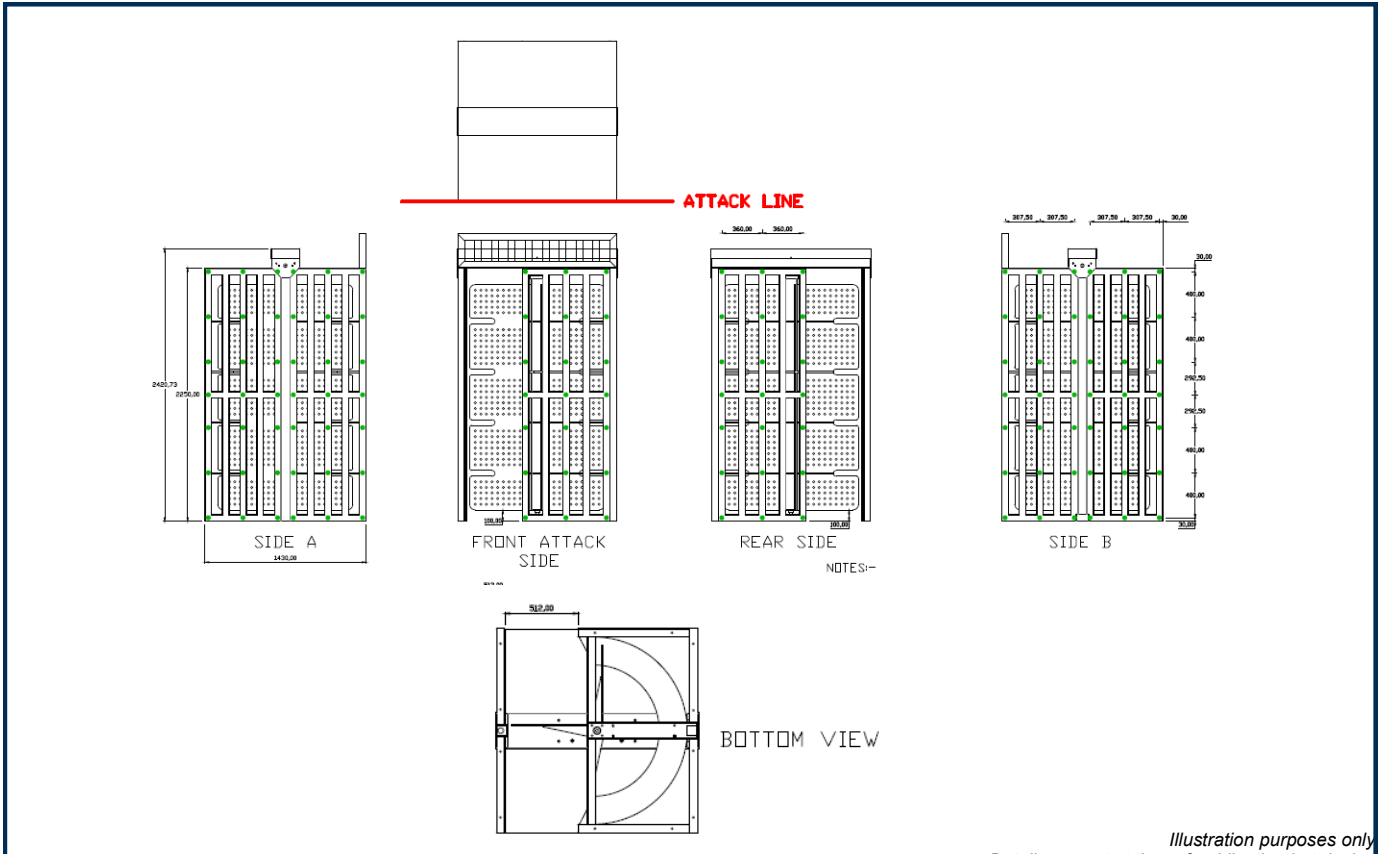 ATTACK LINE
307,50 307,50 307,50 307,50 30,00
360,00 360,00
30,00
480,00
2420,73
2250,00
480,00
292,50
292,50
480,00
480,00
100,00
100,00
30,00
SIDE A
FRONT ATTACK
SIDE
REAR SIDE
SIDE B
1430,00
NOTES:-
512,00
512,00
BOTTOM VIEW
Illustration purposes only